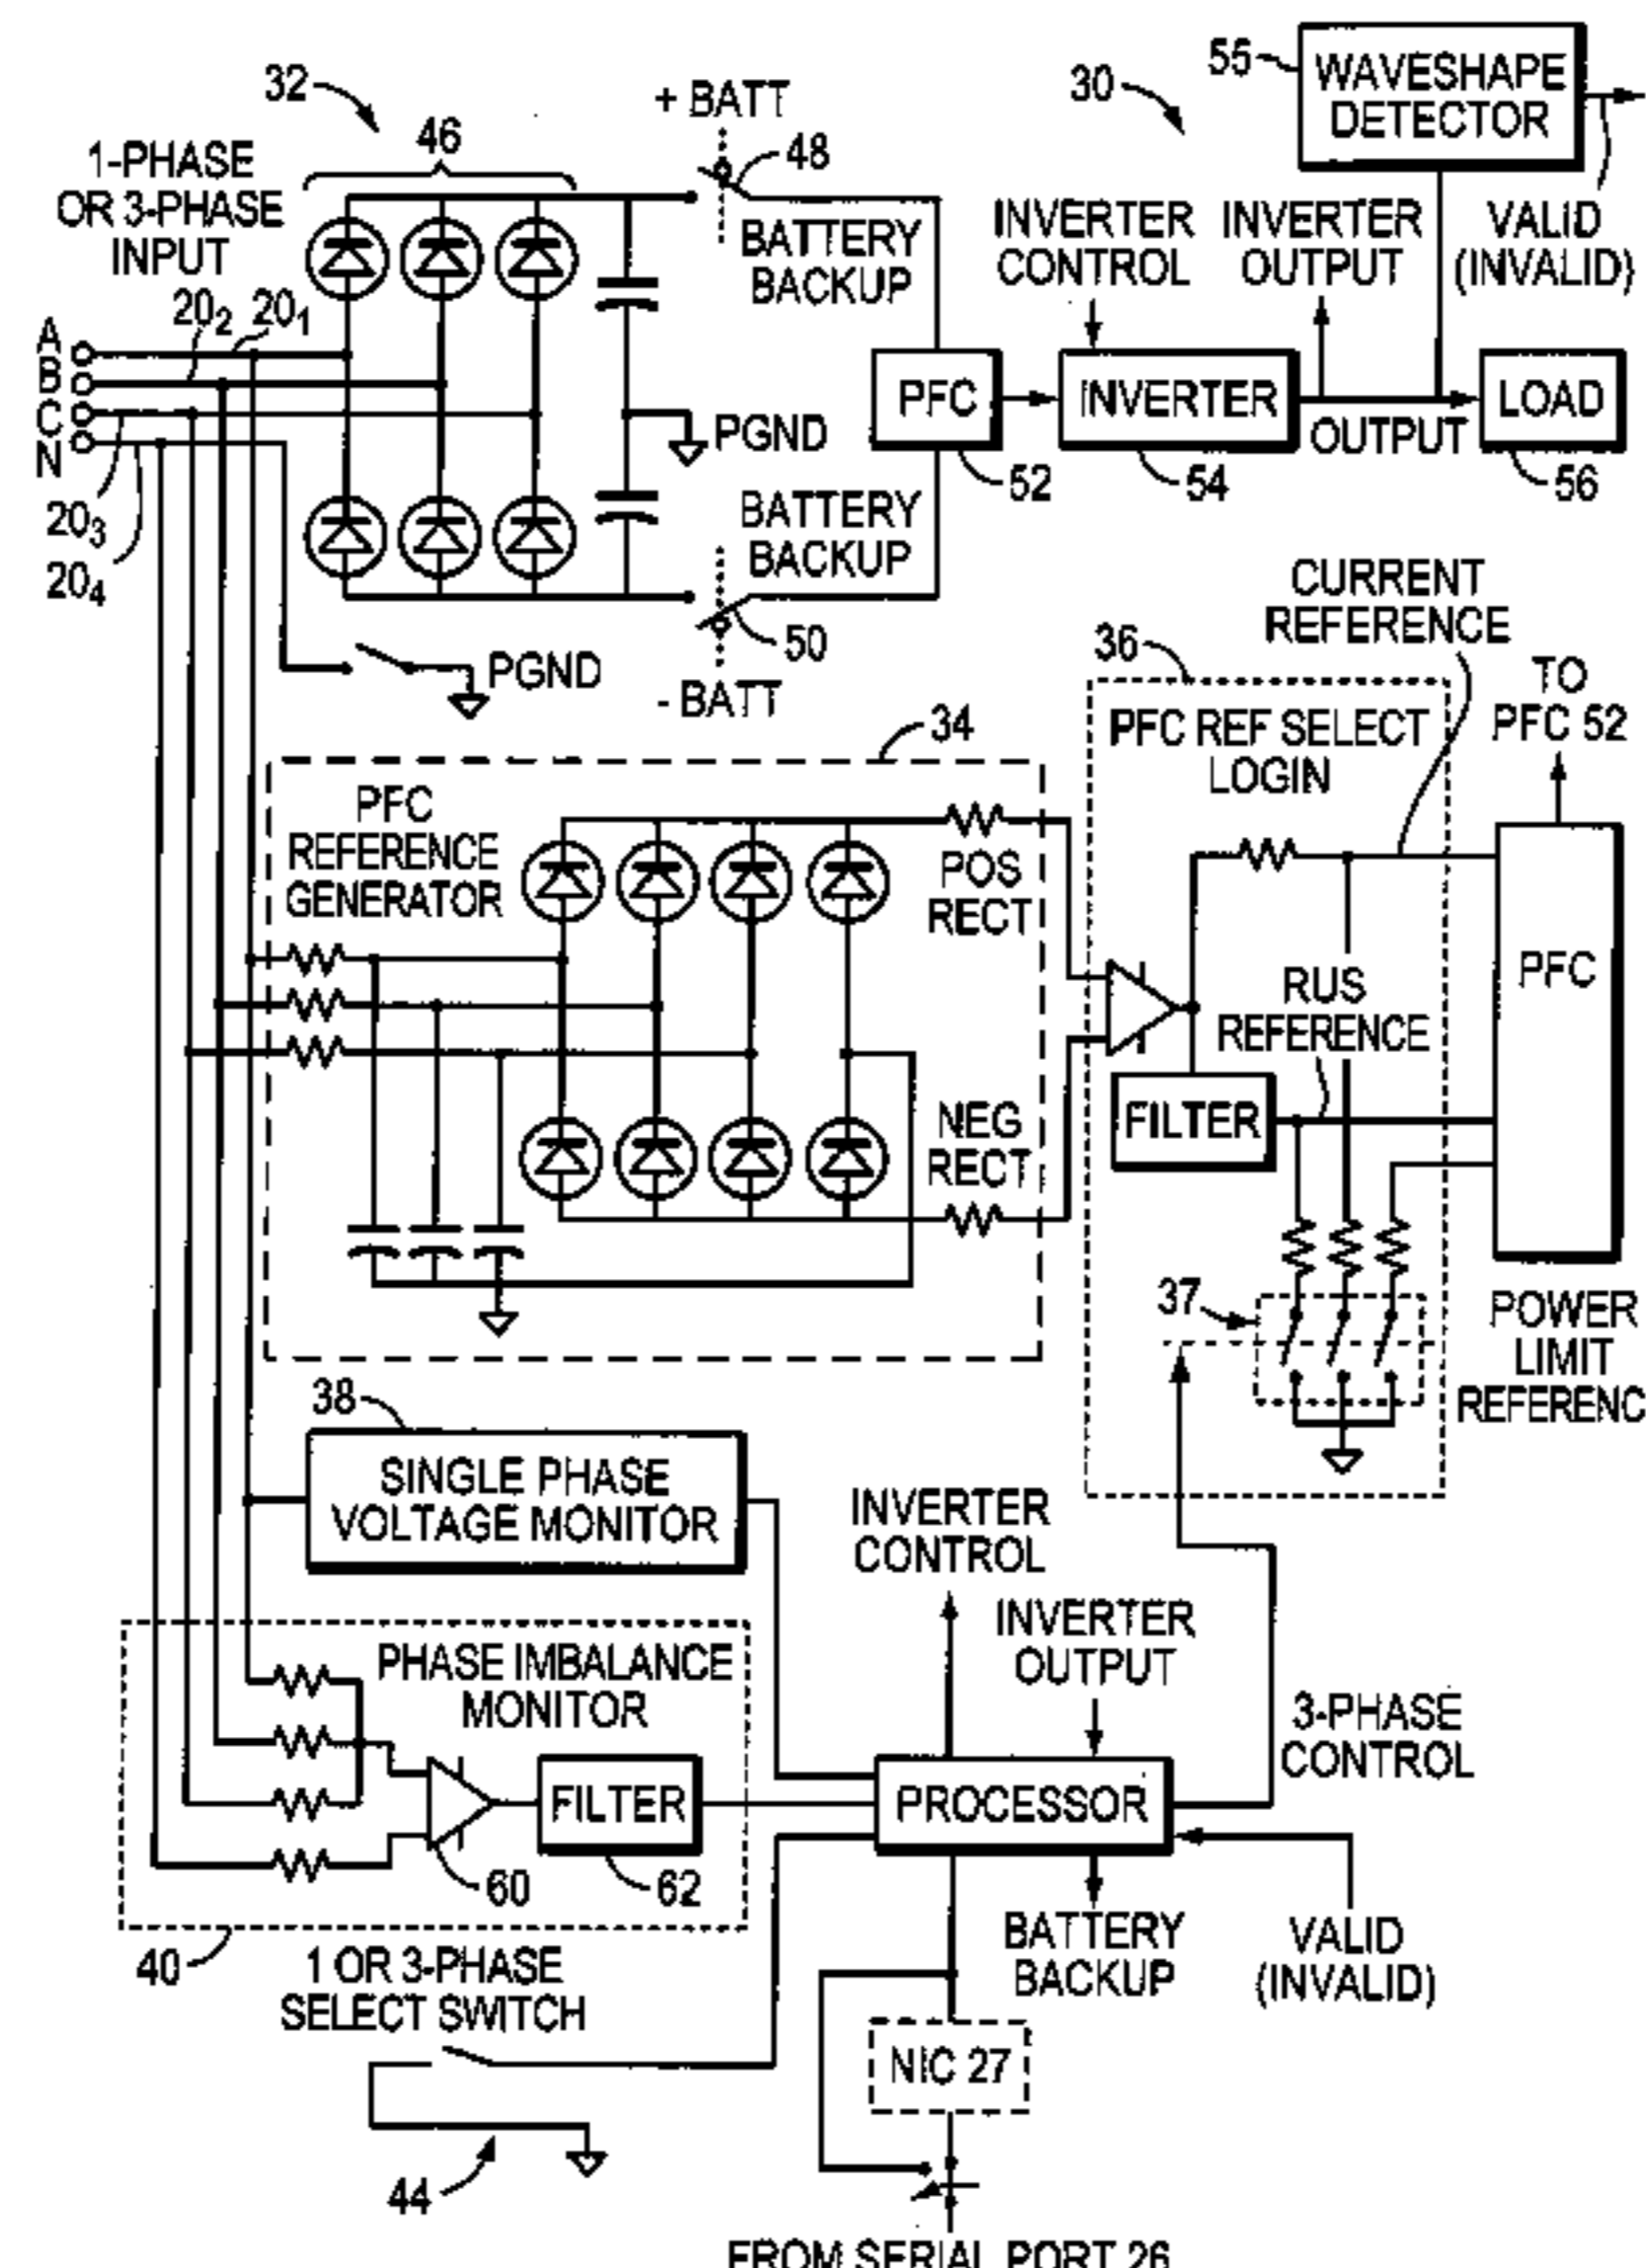 32
46
+ BATT
48
30
55
WAVESHAPE
DETECTOR
1-PHASE
OR 3-PHASE
INPUT
20₂
20₁
BATTERY
BACKUP
INVERTER
CONTROL
INVERTER
OUTPUT
VALID
(INVALID)
A
B
C
N
20₃
20₄
PGND
PFC
52
INVERTER
54
OUTPUT
LOAD
56
BATTERY
BACKUP
50
- BATT
PGND
34
PFC
REFERENCE
GENERATOR
POS
RECT
NEG
RECT
36
PFC REF SELECT
LOGIN
CURRENT
REFERENCE
TO
PFC 52
PFC
RUS
REFERENCE
FILTER
37
POWER
LIMIT
REFERENC
38
SINGLE PHASE
VOLTAGE MONITOR
INVERTER
CONTROL
INVERTER
OUTPUT
3-PHASE
CONTROL
PHASE IMBALANCE
MONITOR
60
FILTER
62
40
PROCESSOR
BATTERY
BACKUP
VALID
(INVALID)
1 OR 3-PHASE
SELECT SWITCH
44
NIC 27
FROM SERIAL PORT 26